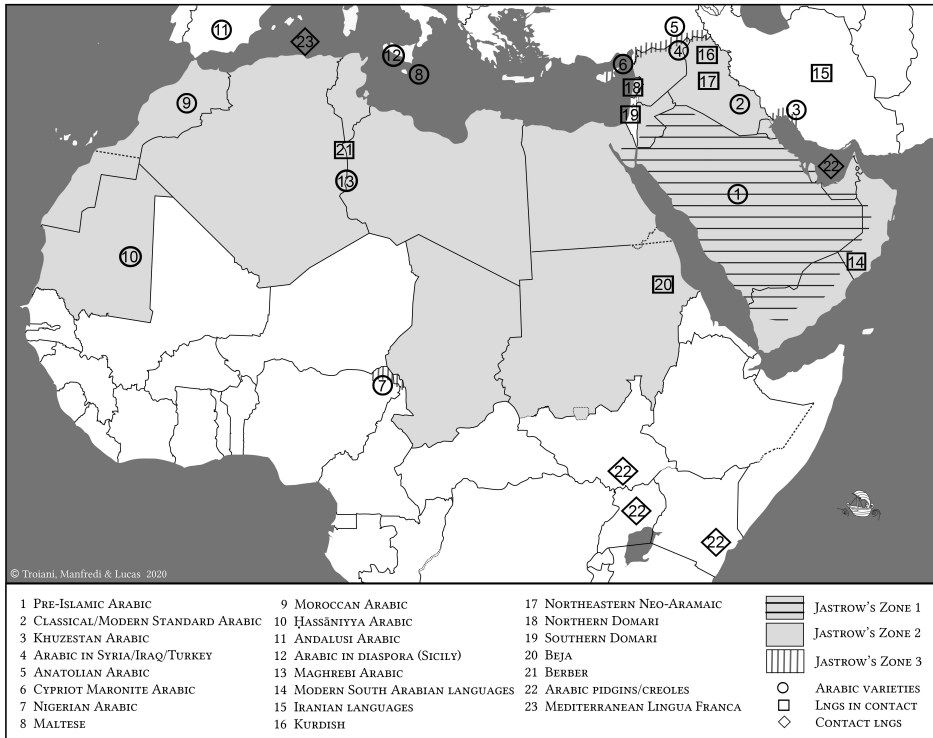 11
23
5
12
6
4
16
8
17
15
18
9
2
3
19
21
22
13
1
10
14
20
7
22
22
22
© Troiani, Manfredi & Lucas 2020
1 Pre-Islamic Arabic
2 Classical/Modern Standard Arabic
3 Khuzestan Arabic
4 Arabic in Syria/Iraq/Turkey
5 Anatolian Arabic
6 Cypriot Maronite Arabic
7 Nigerian Arabic
8 Maltese
9 Moroccan Arabic
10 Ḥassāniyya Arabic
11 Andalusi Arabic
12 Arabic in diaspora (Sicily)
13 Maghrebi Arabic
14 Modern South Arabian languages
15 Iranian languages
16 Kurdish
17 Northeastern Neo-Aramaic
18 Northern Domari
19 Southern Domari
20 Beja
21 Berber
22 Arabic pidgins/creoles
23 Mediterranean Lingua Franca
Jastrow's Zone 1
Jastrow's Zone 2
Jastrow's Zone 3
Arabic varieties
Lngs in contact
Contact lngs